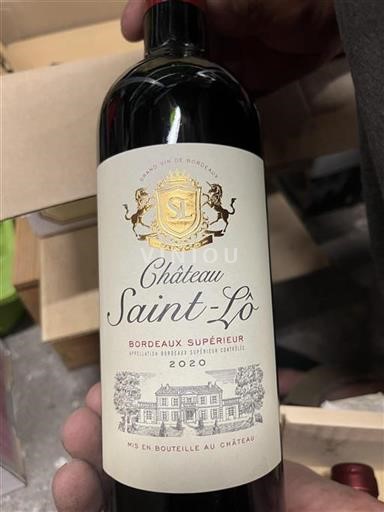 GRAND VIN DE BORDEAUX
SL
VINTOU
Château
Saint-Lô
BORDEAUX SUPÉRIEUR
APPELLATION BORDEAUX SUPÉRIEUR CONTRÔLÉE
2020
MIS EN BOUTEILLE AU CHÂTEAU